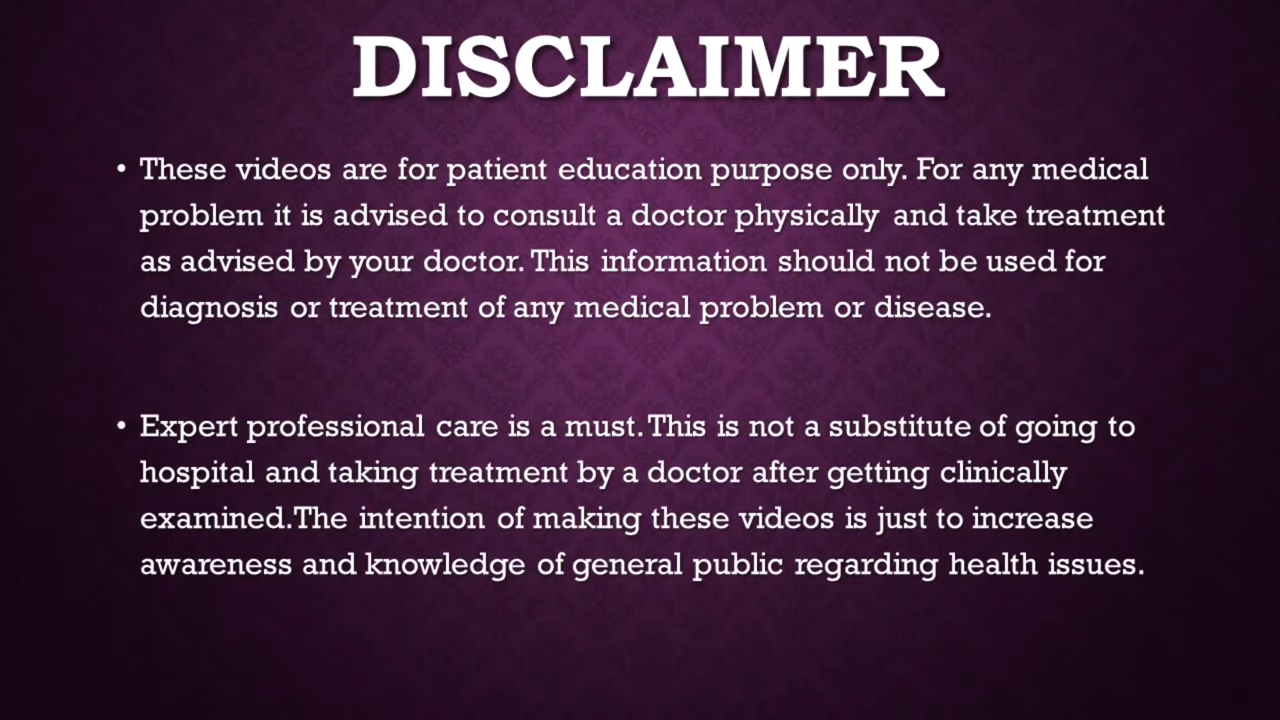 DISCLAIMER
• These videos are for patient education purpose only. For any medical
problem it is advised to consult a doctor physically and take treatment
as advised by your doctor. This information should not be used for
diagnosis or treatment of any medical problem or disease.
• Expert professional care is a must. This is not a substitute of going to
hospital and taking treatment by a doctor after getting clinically
examined.The intention of making these videos is just to increase
awareness and knowledge of general public regarding health issues.